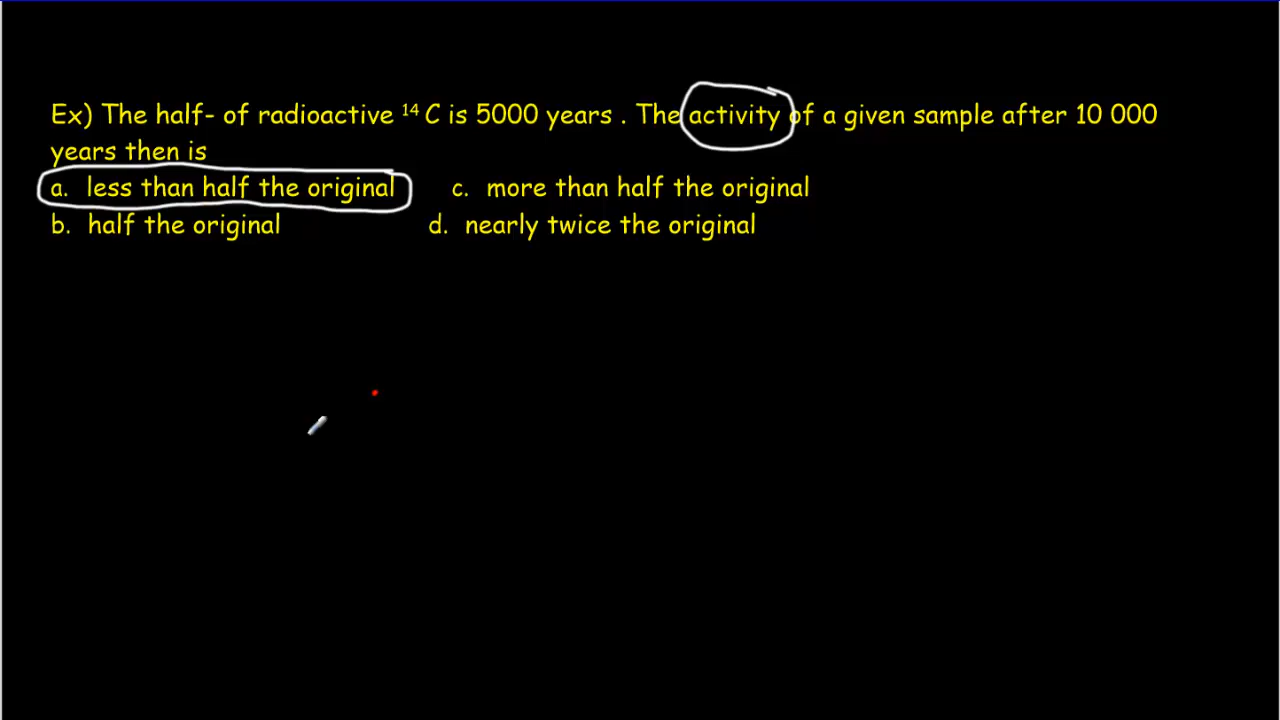 Ex) The half- of radioactive ¹⁴ C is 5000 years . The activity of a given sample after 10 000
years then is
a. less than half the original c. more than half the original
b. half the original d. nearly twice the original